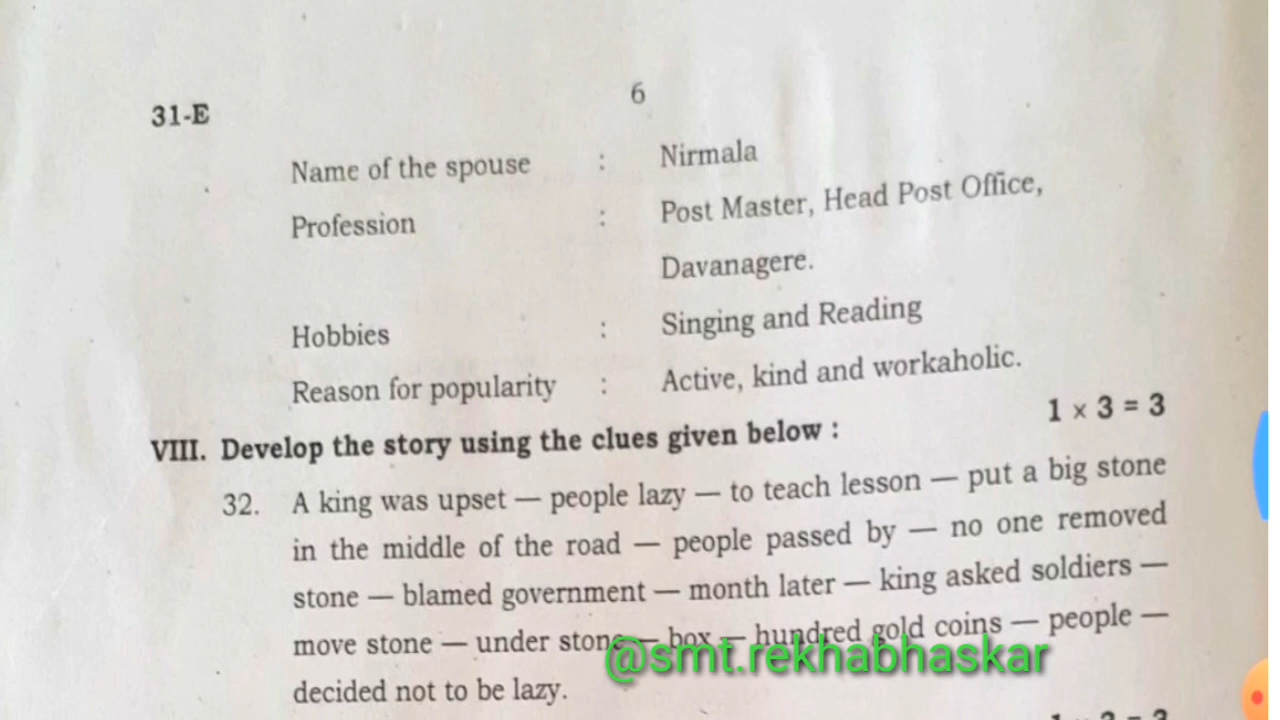 31-E
6
Name of the spouse : Nirmala
Profession : Post Master, Head Post Office,
Davanagere.
Hobbies : Singing and Reading
Reason for popularity : Active, kind and workaholic.
1 × 3 = 3
VIII. Develop the story using the clues given below :
32. A king was upset — people lazy — to teach lesson — put a big stone
in the middle of the road — people passed by — no one removed
stone — blamed government — month later — king asked soldiers —
move stone — under stone — box — hundred gold coins — people —
@smt.rekhabhaskar
decided not to be lazy.